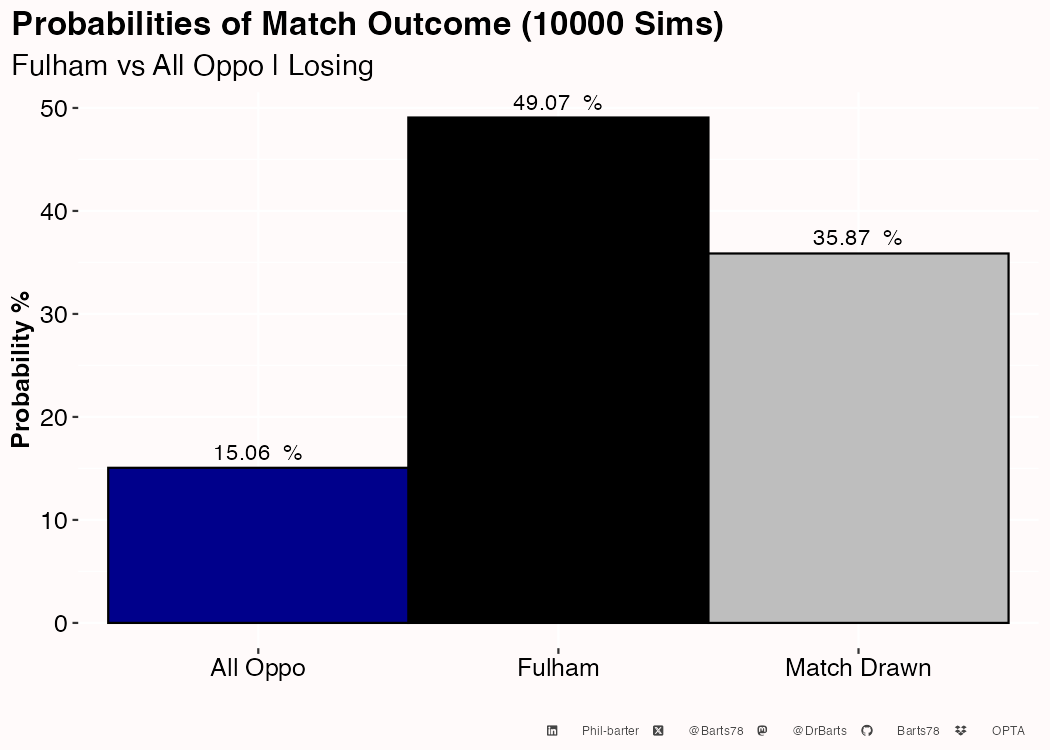 Probabilities of Match Outcome (10000 Sims)
Fulham vs All Oppo | Losing
Probability %
50
40
30
20
10
0
15.06 %
49.07 %
35.87 %
All Oppo
Fulham
Match Drawn
Phil-barter @Barts78 @DrBarts Barts78 OPTA